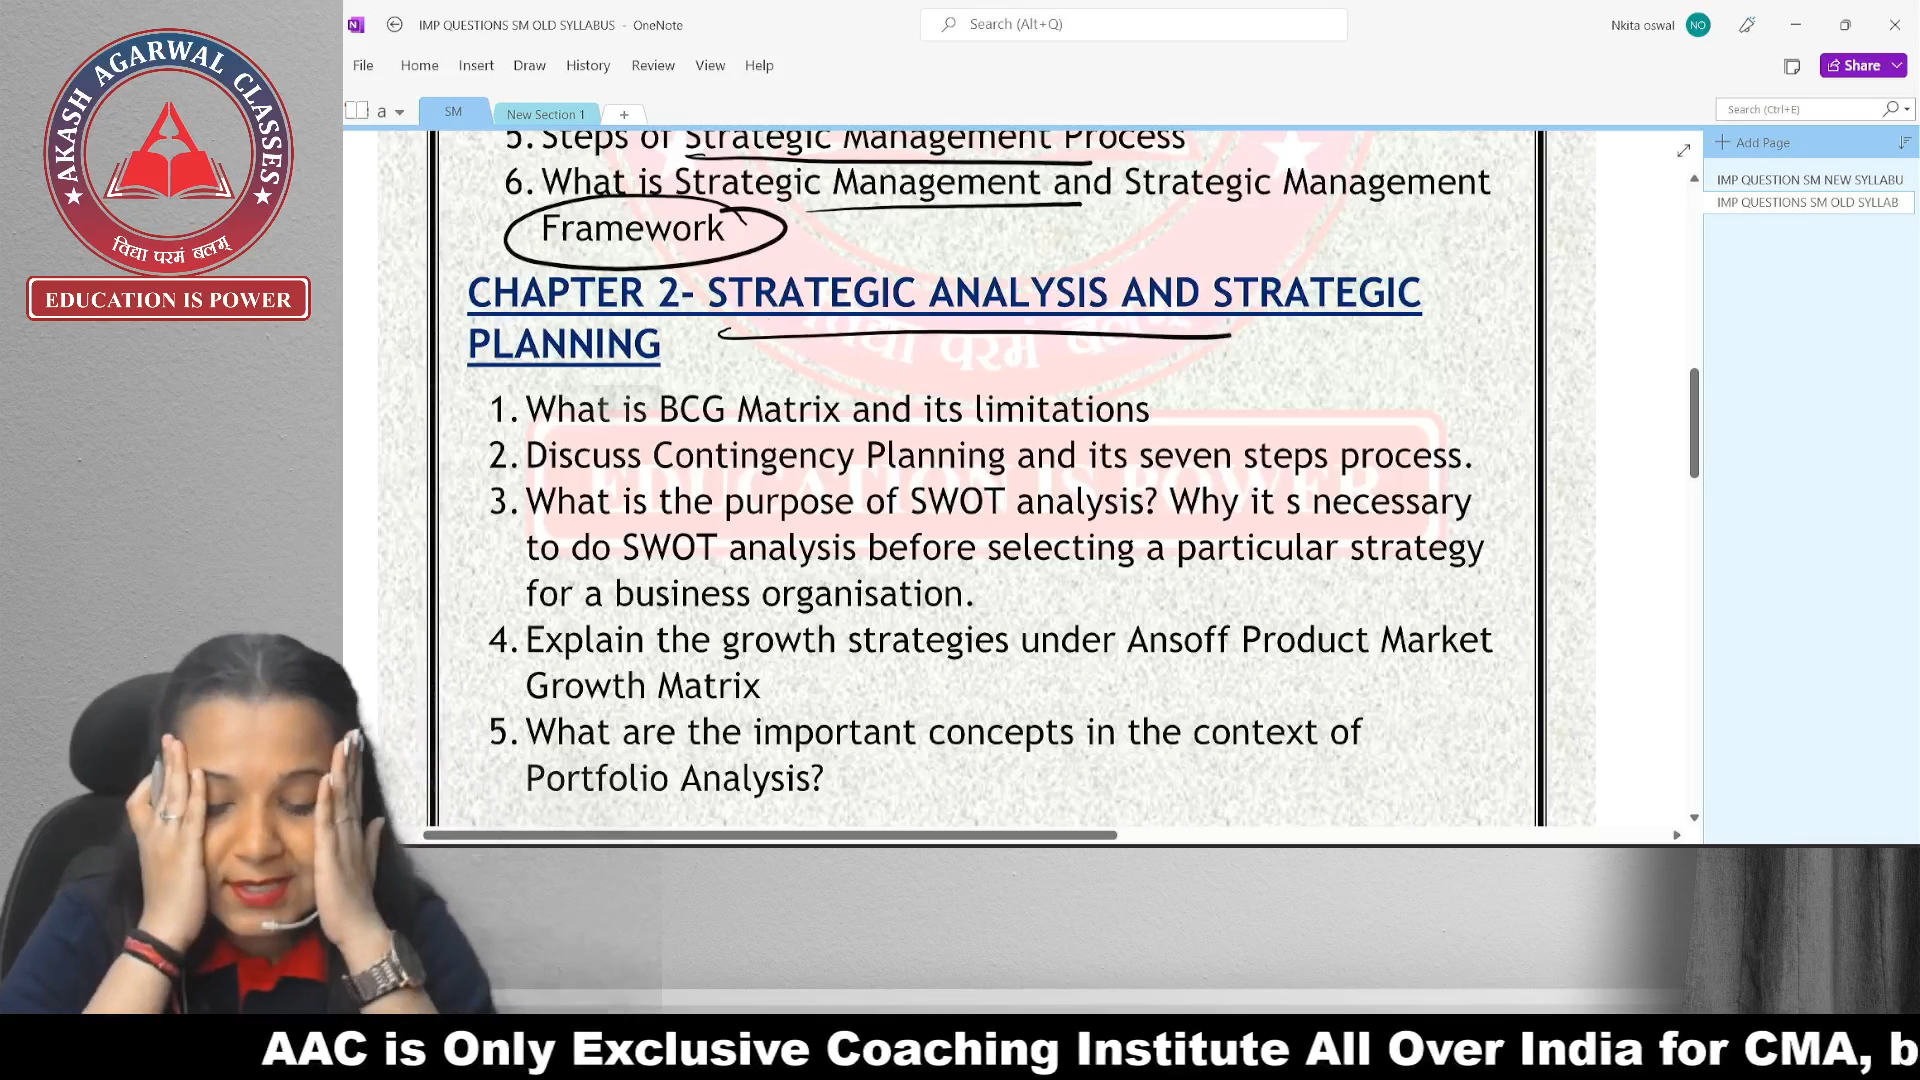 AKASH AGARWAL CLASSES
विद्या परमं बलम्
EDUCATION IS POWER
IMP QUESTIONS SM OLD SYLLABUS - OneNote
Search (Alt+Q)
Nkita oswal
NO
File Home Insert Draw History Review View Help
Share
a
SM
New Section 1
Search (Ctrl+E)
Add Page
IMP QUESTION SM NEW SYLLABU
IMP QUESTIONS SM OLD SYLLAB
5. Steps of Strategic Management Process
6. What is Strategic Management and Strategic Management
Framework
CHAPTER 2- STRATEGIC ANALYSIS AND STRATEGIC
PLANNING
विद्या परमं बलम्
1. What is BCG Matrix and its limitations
2. Discuss Contingency Planning and its seven steps process.
EDUCATION IS POWER
3. What is the purpose of SWOT analysis? Why it s necessary
to do SWOT analysis before selecting a particular strategy
for a business organisation.
4. Explain the growth strategies under Ansoff Product Market
Growth Matrix
5. What are the important concepts in the context of
Portfolio Analysis?
AAC is Only Exclusive Coaching Institute All Over India for CMA, b